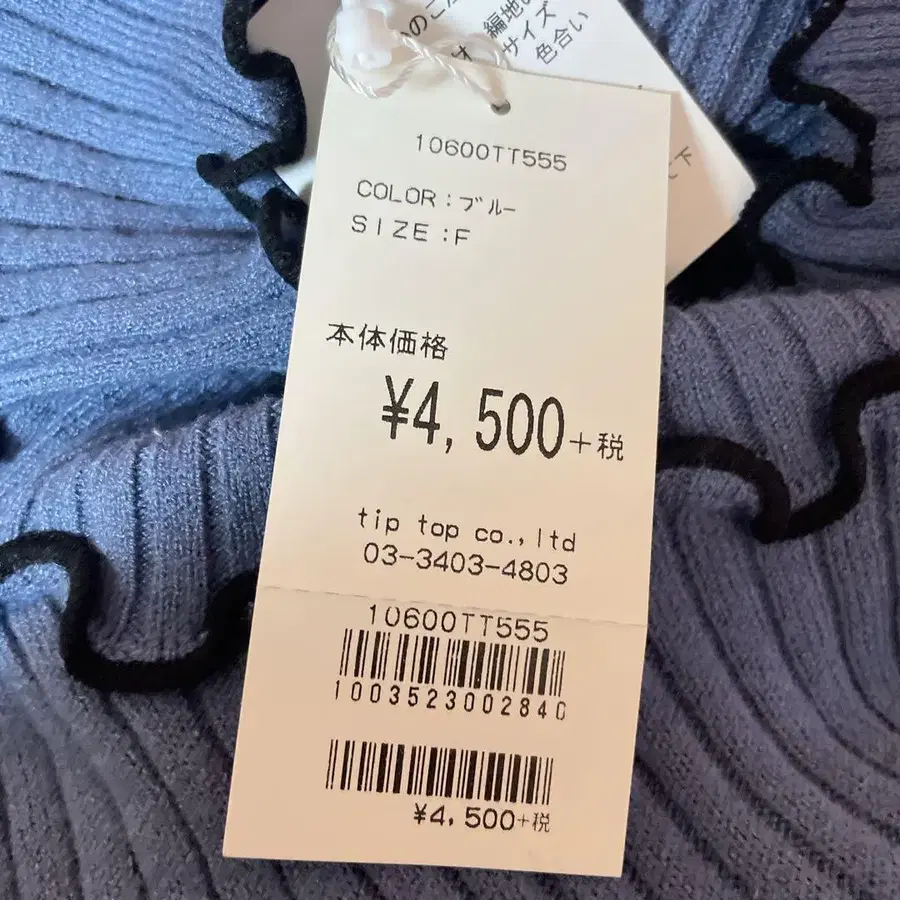 編地
サイズ
色合い
10600TT555
COLOR:ブルー
SIZE:F
本体価格
¥4,500+税
tip top co.,ltd
03-3403-4803
10600TT555
1003523002840
¥4,500+税